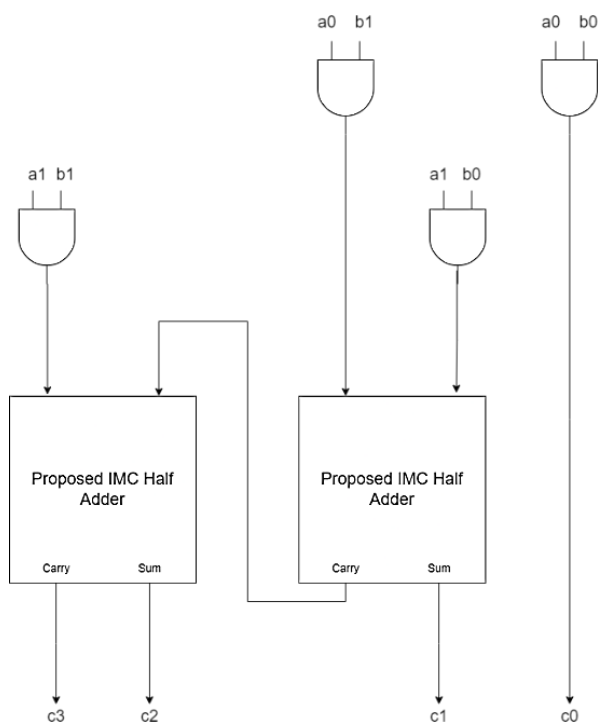 a0 b1
a0 b0
a1 b1
a1 b0
Proposed IMC Half
Adder
Proposed IMC Half
Adder
Carry Sum
Carry Sum
c3 c2 c1 c0